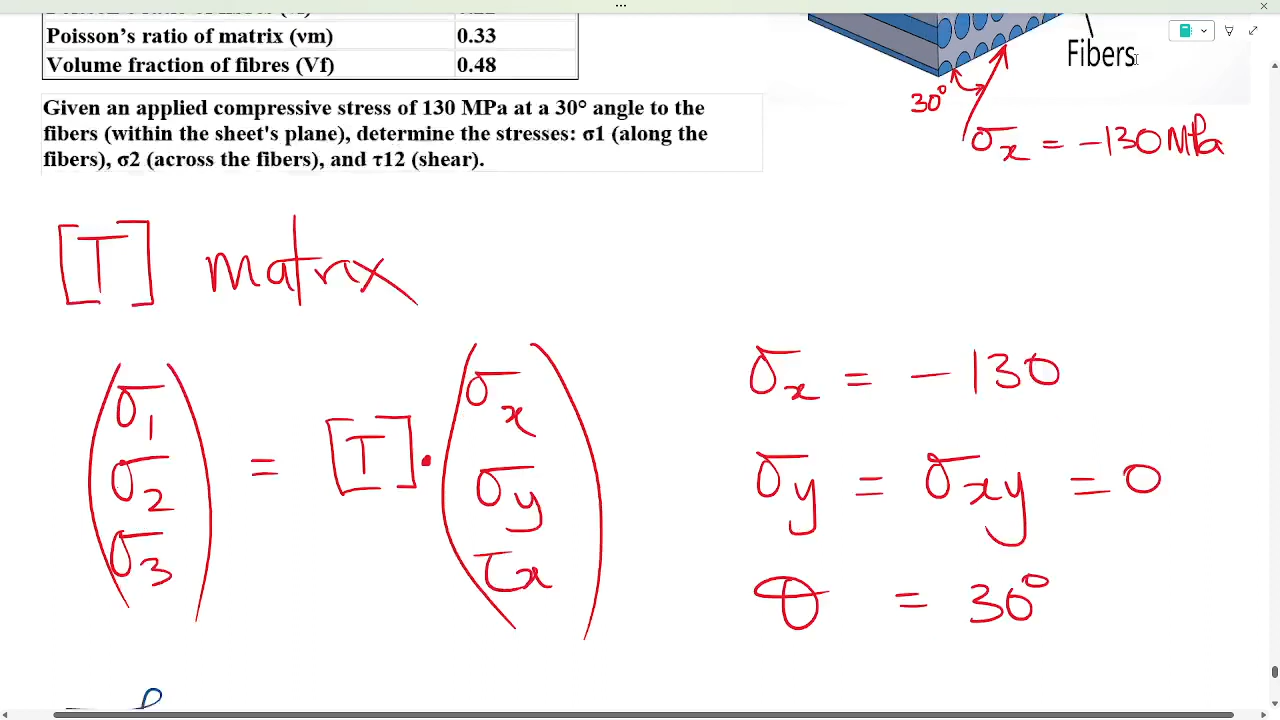 Poisson's ratio of matrix (νm) 0.33
Volume fraction of fibres (Vf) 0.48
Fibers
30°
σx = -130 MPa
Given an applied compressive stress of 130 MPa at a 30° angle to the
fibers (within the sheet's plane), determine the stresses: σ1 (along the
fibers), σ2 (across the fibers), and τ12 (shear).
[T] matrix
(σ1 σ2 σ3) = [T] · (σx σy τx)
σx = -130
σy = σxy = 0
θ = 30°